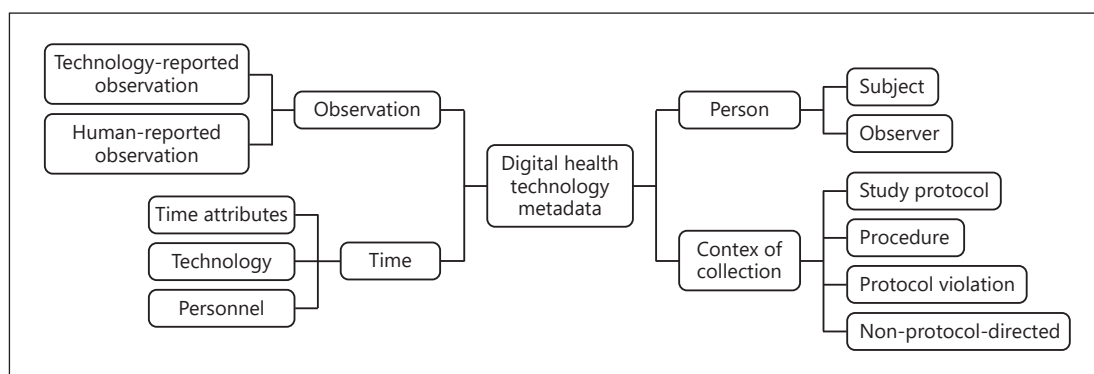 Technology-reported
observation
Human-reported
observation
Observation
Time attributes
Technology
Personnel
Time
Digital health
technology
metadata
Person
Subject
Observer
Contex of
collection
Study protocol
Procedure
Protocol violation
Non-protocol-directed